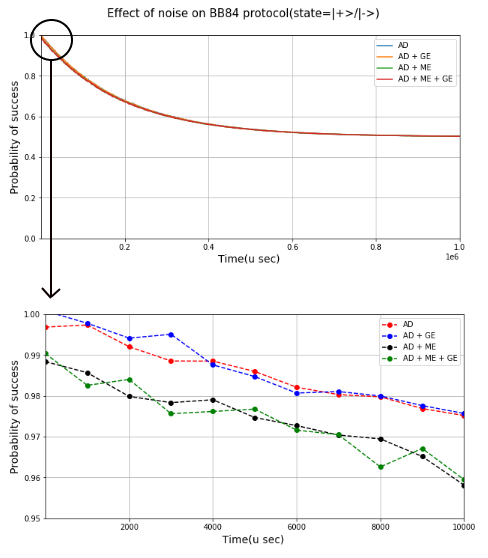 Effect of noise on BB84 protocol(state=|+>/|->)
1.0
0.8
0.6
0.4
0.2
0.0
Probability of success
AD
AD + GE
AD + ME
AD + ME + GE
0.2
0.4
0.6
0.8
1.0
1e6
Time(u sec)
1.00
0.99
0.98
0.97
0.96
0.95
Probability of success
AD
AD + GE
AD + ME
AD + ME + GE
2000
4000
6000
8000
10000
Time(u sec)